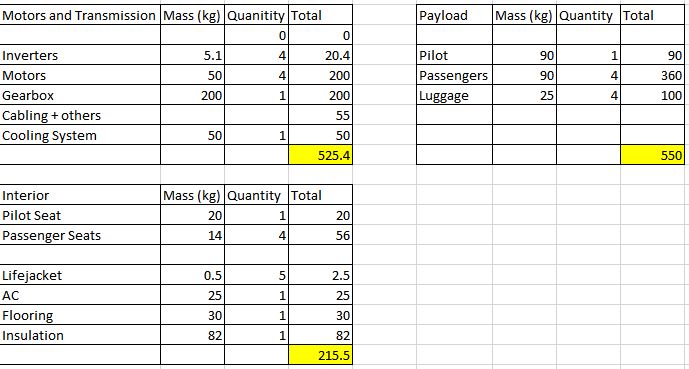 Motors and Transmission Mass (kg) Quanitity Total
0 0
Inverters 5.1 4 20.4
Motors 50 4 200
Gearbox 200 1 200
Cabling + others 55
Cooling System 50 1 50
525.4
Payload Mass (kg) Quantity Total
Pilot 90 1 90
Passengers 90 4 360
Luggage 25 4 100
550
Interior Mass (kg) Quantity Total
Pilot Seat 20 1 20
Passenger Seats 14 4 56
Lifejacket 0.5 5 2.5
AC 25 1 25
Flooring 30 1 30
Insulation 82 1 82
215.5